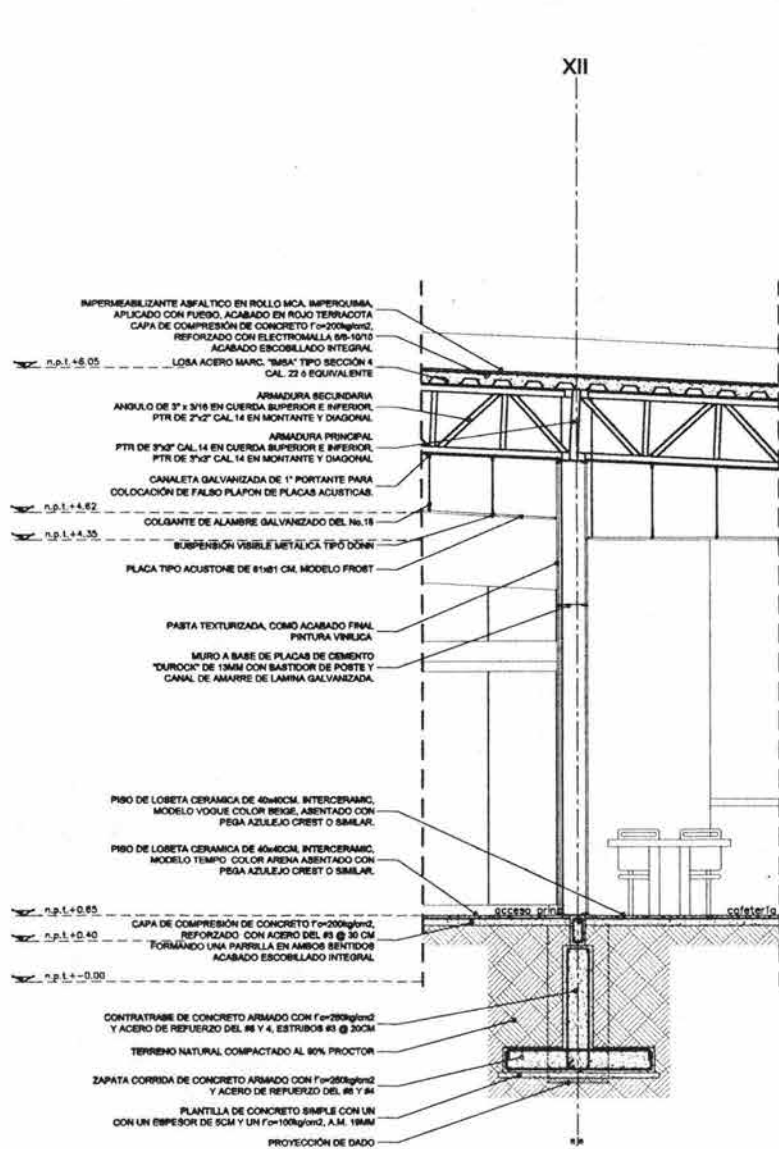 XII
IMPERMEABILIZANTE ASFALTICO EN ROLLO MCA. IMPERQUIMIA,
APLICADO CON FUEGO, ACABADO EN ROJO TERRACOTA
CAPA DE COMPRESIÓN DE CONCRETO f'c=200kg/cm2,
REFORZADO CON ELECTROMALLA 6/6-10/10
ACABADO ESCOBILLADO INTEGRAL
n.p.t.+6.05
LOSA ACERO MARC. "IMSA" TIPO SECCIÓN 4
CAL. 22 ó EQUIVALENTE
ARMADURA SECUNDARIA
ANGULO DE 3" x 3/16 EN CUERDA SUPERIOR E INFERIOR,
PTR DE 2"x2" CAL.14 EN MONTANTE Y DIAGONAL
ARMADURA PRINCIPAL
PTR DE 3"x3" CAL.14 EN CUERDA SUPERIOR E INFERIOR,
PTR DE 3"x3" CAL.14 EN MONTANTE Y DIAGONAL
CANALETA GALVANIZADA DE 1" PORTANTE PARA
COLOCACIÓN DE FALSO PLAFON DE PLACAS ACUSTICAS.
n.p.t.+4.62
COLGANTE DE ALAMBRE GALVANIZADO DEL No.18
n.p.t.+4.35
SUSPENSIÓN VISIBLE METALICA TIPO DONN
PLACA TIPO ACUSTONE DE 61x61 CM, MODELO FROST
PASTA TEXTURIZADA, COMO ACABADO FINAL
PINTURA VINILICA
MURO A BASE DE PLACAS DE CEMENTO
"DUROCK" DE 13MM CON BASTIDOR DE POSTE Y
CANAL DE AMARRE DE LAMINA GALVANIZADA.
PISO DE LOSETA CERAMICA DE 40x40CM. INTERCERAMIC,
MODELO VOGUE COLOR BEIGE, ASENTADO CON
PEGA AZULEJO CREST O SIMILAR.
PISO DE LOSETA CERAMICA DE 40x40CM, INTERCERAMIC,
MODELO TEMPO COLOR ARENA ASENTADO CON
PEGA AZULEJO CREST O SIMILAR.
n.p.t.+0.65
acceso prin
cafetería
CAPA DE COMPRESIÓN DE CONCRETO f'c=200kg/cm2,
REFORZADO CON ACERO DEL #3 @ 30 CM
n.p.t.+0.40
FORMANDO UNA PARRILLA EN AMBOS SENTIDOS
ACABADO ESCOBILLADO INTEGRAL
n.p.t.+-0.00
CONTRATRABE DE CONCRETO ARMADO CON f'c=250kg/cm2
Y ACERO DE REFUERZO DEL #6 Y 4, ESTRIBOS #3 @ 20CM
TERRENO NATURAL COMPACTADO AL 90% PROCTOR
ZAPATA CORRIDA DE CONCRETO ARMADO CON f'c=250kg/cm2
Y ACERO DE REFUERZO DEL #6 Y #4
PLANTILLA DE CONCRETO SIMPLE CON UN
CON UN ESPESOR DE 5CM Y UN f'c=100kg/cm2, A.M. 19MM
PROYECCIÓN DE DADO
eje